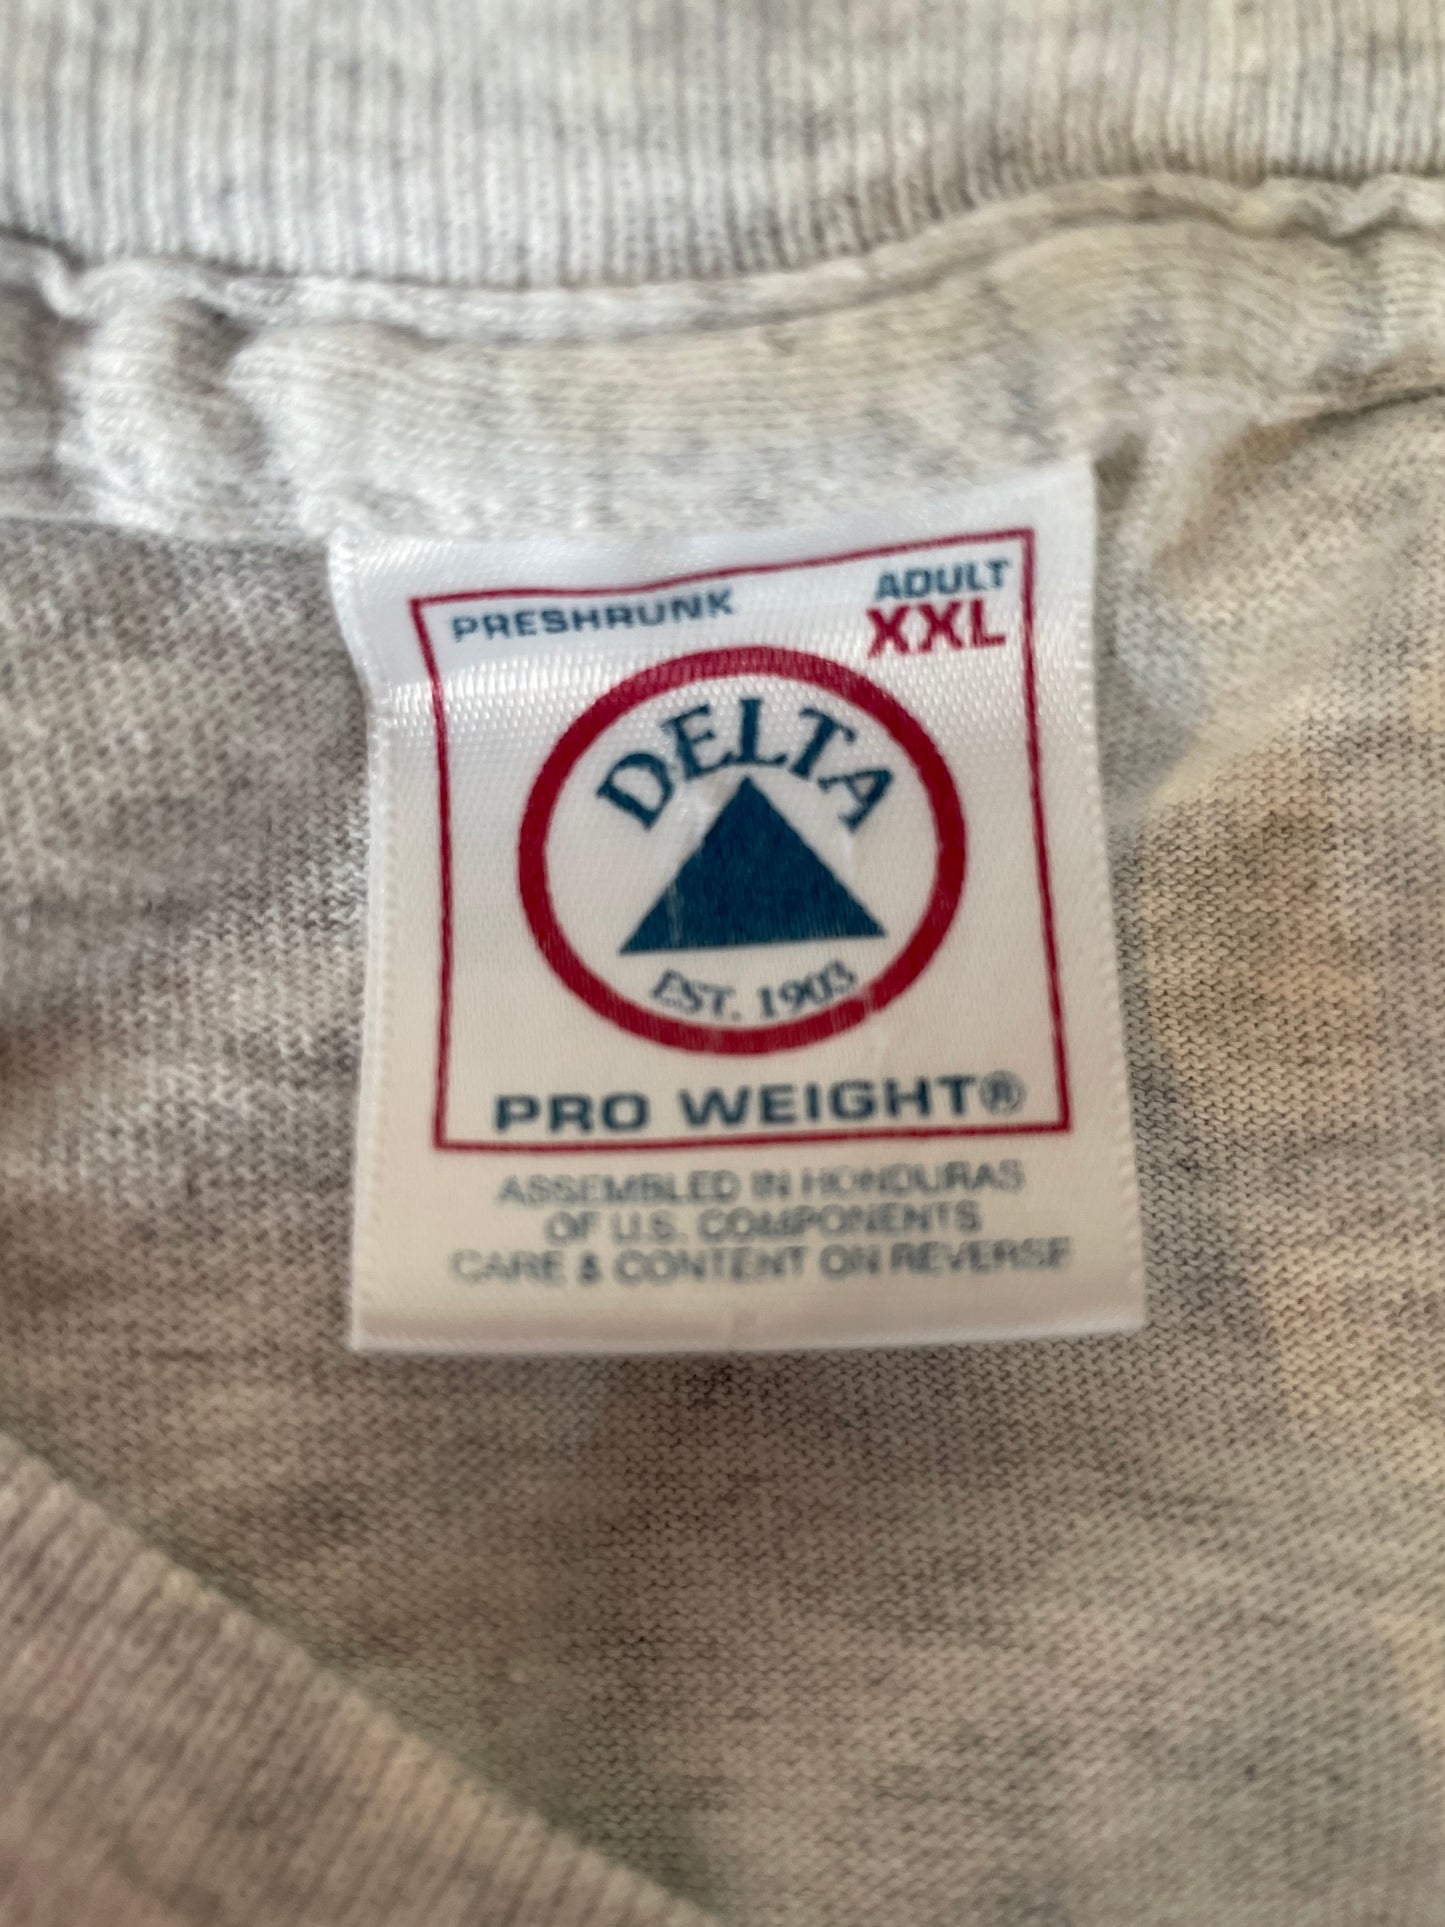 PRESHRUNK
ADULT
XXL
DELTA
EST. 1903
PRO WEIGHT®
ASSEMBLED IN HONDURAS
OF U.S. COMPONENTS
CARE & CONTENT ON REVERSE